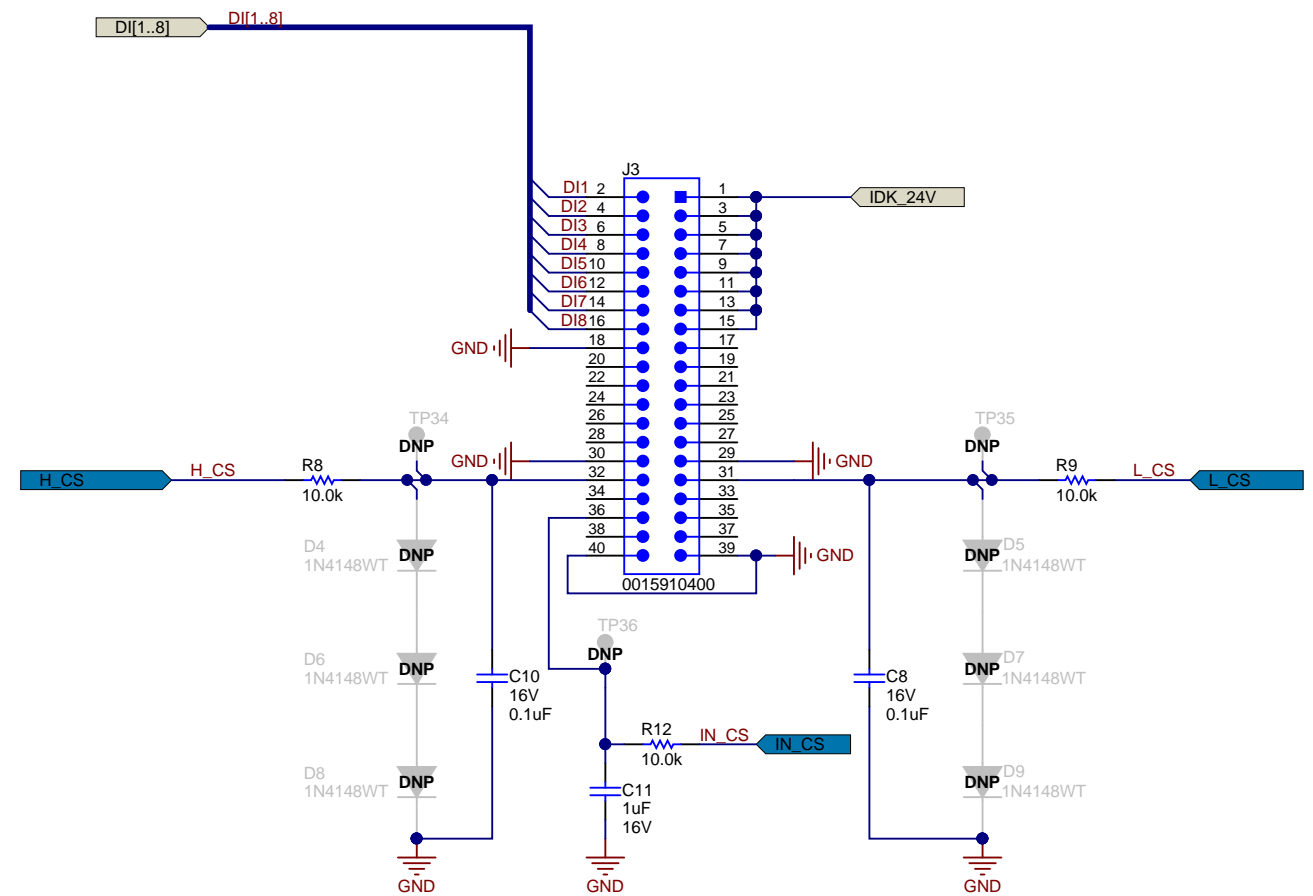 DI[1..8]
DI[1..8]
J3
DI1 2
DI2 4
DI3 6
DI4 8
DI5 10
DI6 12
DI7 14
DI8 16
GND 18
20
22
24
26
28
GND 30
32
34
36
38
40
1
3
5
7
9
11
13
15
17
19
21
23
25
27
29 GND
31
33
35
37
39 GND
IDK_24V
0015910400
H_CS
H_CS
R8
10.0k
TP34
DNP
D4
1N4148WT
DNP
D6
1N4148WT
DNP
D8
1N4148WT
DNP
GND
C10
16V
0.1uF
TP36
DNP
R12
10.0k
IN_CS
IN_CS
C11
1uF
16V
GND
C8
16V
0.1uF
TP35
DNP
R9
10.0k
L_CS
L_CS
DNP
D5
1N4148WT
DNP
D7
1N4148WT
DNP
D9
1N4148WT
GND